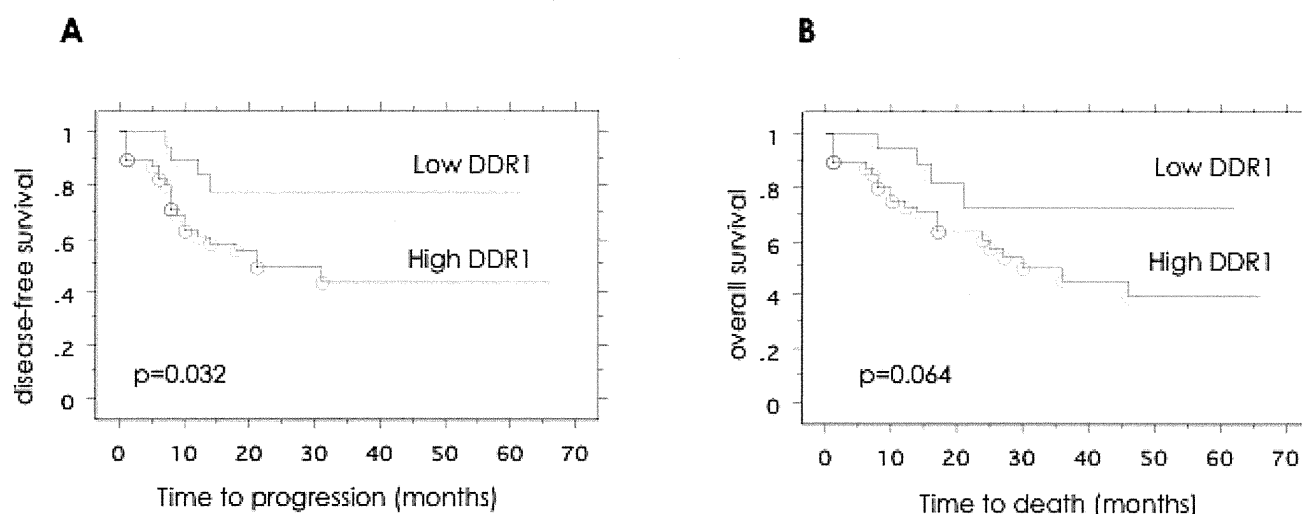 A
disease-free survival
1
.8
.6
.4
.2
0
Low DDR1
High DDR1
p=0.032
0 10 20 30 40 50 60 70
Time to progression (months)
B
overall survival
1
.8
.6
.4
.2
0
Low DDR1
High DDR1
p=0.064
0 10 20 30 40 50 60 70
Time to death (months)